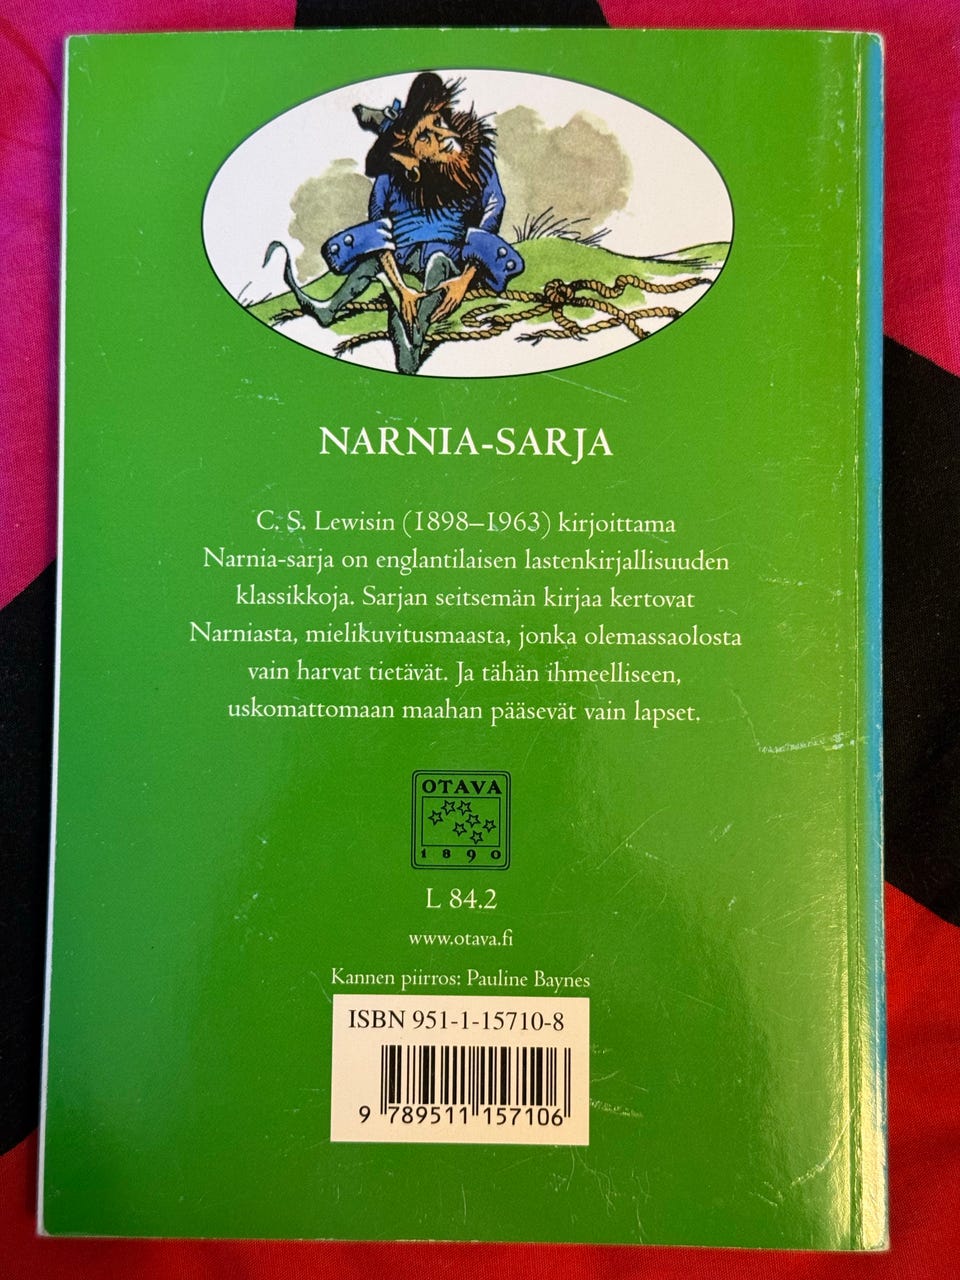 NARNIA-SARJA
C. S. Lewisin (1898–1963) kirjoittama
Narnia-sarja on englantilaisen lastenkirjallisuuden
klassikkoja. Sarjan seitsemän kirjaa kertovat
Narniasta, mielikuvitusmaasta, jonka olemassaolosta
vain harvat tietävät. Ja tähän ihmeelliseen,
uskomattomaan maahan pääsevät vain lapset.
OTAVA
1890
L 84.2
www.otava.fi
Kannen piirros: Pauline Baynes
ISBN 951-1-15710-8
9 789511 157106